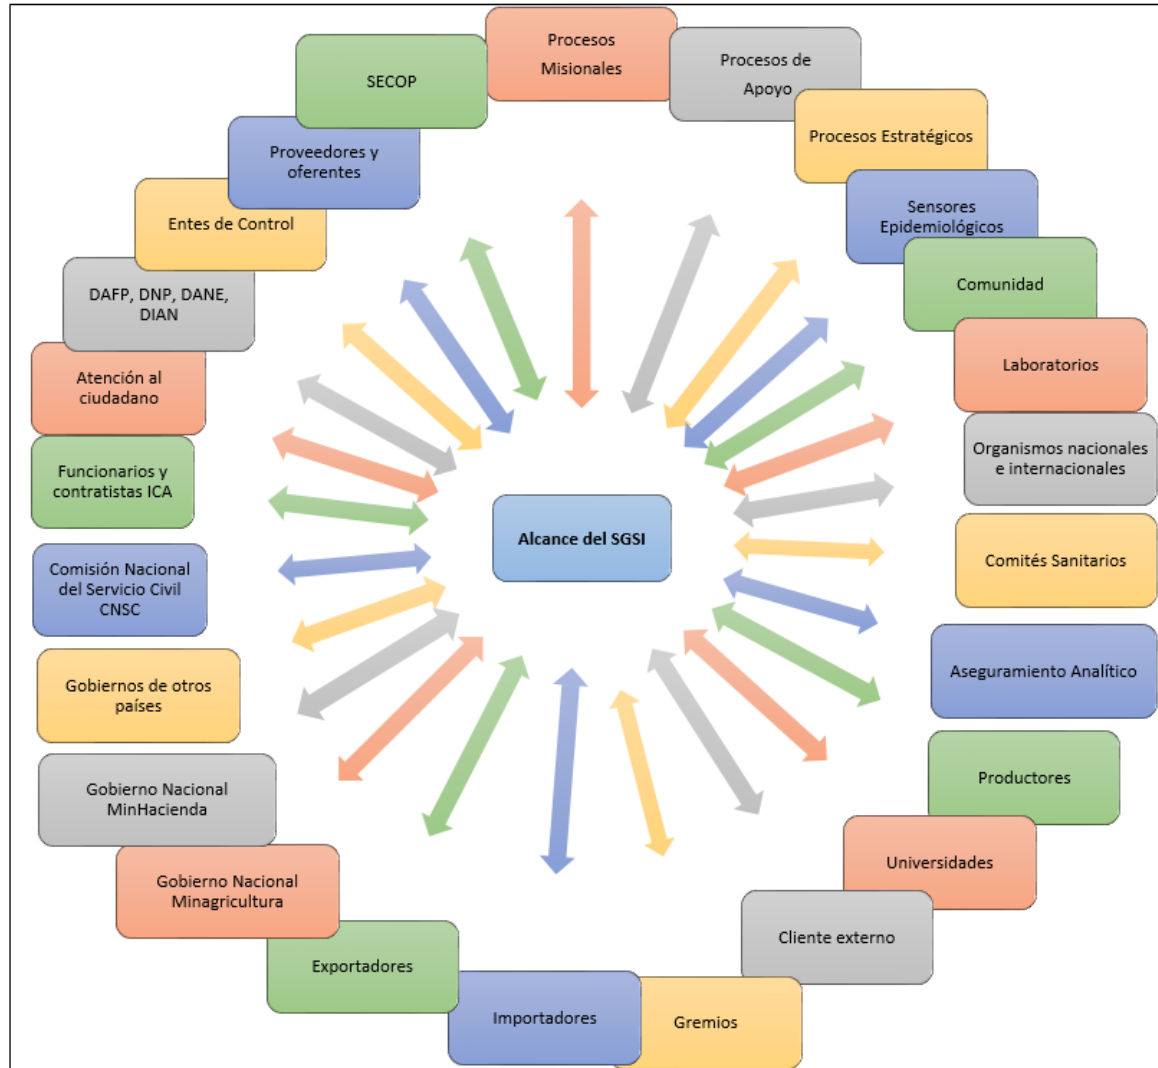 Procesos
Misionales
Procesos de
Apoyo
Procesos Estratégicos
Sensores
Epidemiológicos
Comunidad
Laboratorios
Organismos nacionales
e internacionales
Comités Sanitarios
Aseguramiento Analítico
Productores
Universidades
Cliente externo
Gremios
Importadores
Exportadores
Gobierno Nacional
Minagricultura
Gobierno Nacional
MinHacienda
Gobiernos de otros
países
Comisión Nacional
del Servicio Civil
CNSC
Funcionarios y
contratistas ICA
Atención al
ciudadano
DAFP, DNP, DANE,
DIAN
Entes de Control
Proveedores y
oferentes
SECOP
Alcance del SGSI